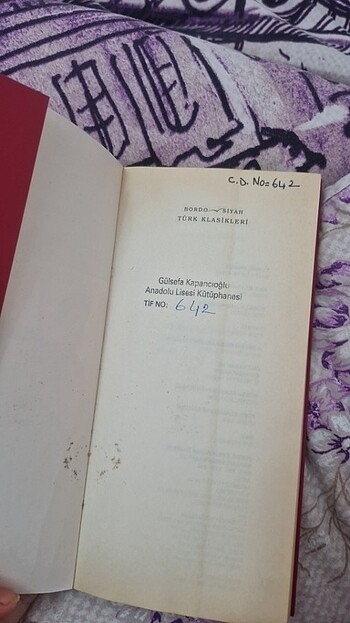 C.D. No=642
BORDO SİYAH
TÜRK KLASİKLERİ
Gülsefa Kapancıoğlu
Anadolu Lisesi Kütüphanesi
TİF NO: 642